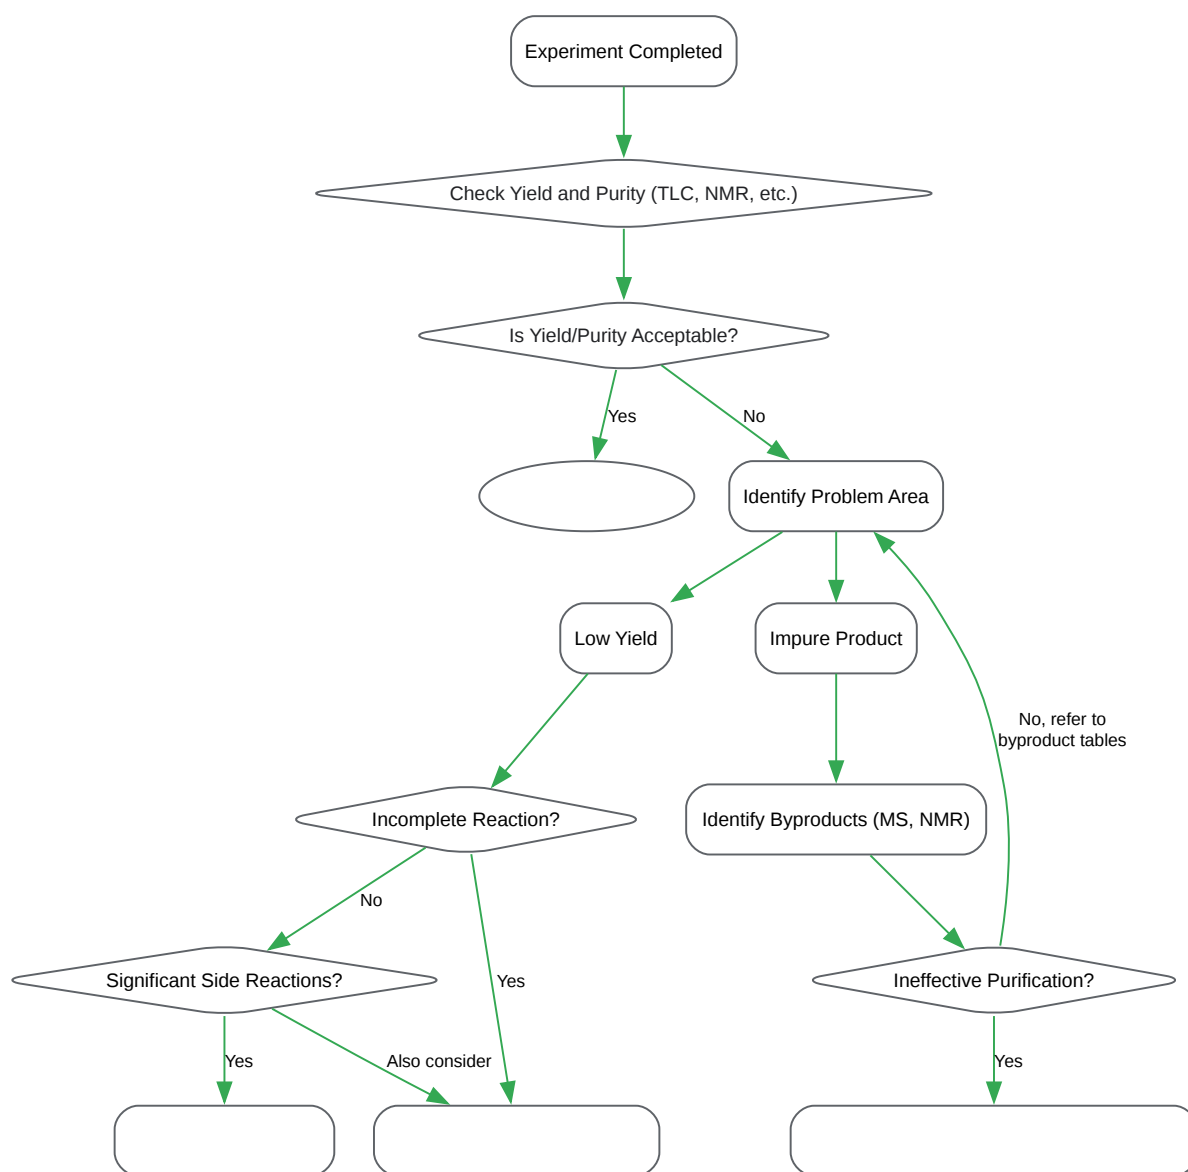 Experiment Completed
Check Yield and Purity (TLC, NMR, etc.)
Is Yield/Purity Acceptable?
Yes
No
Identify Problem Area
Low Yield
Impure Product
No, refer to
byproduct tables
Incomplete Reaction?
Identify Byproducts (MS, NMR)
No
Significant Side Reactions?
Yes
Ineffective Purification?
Yes
Also consider
Yes